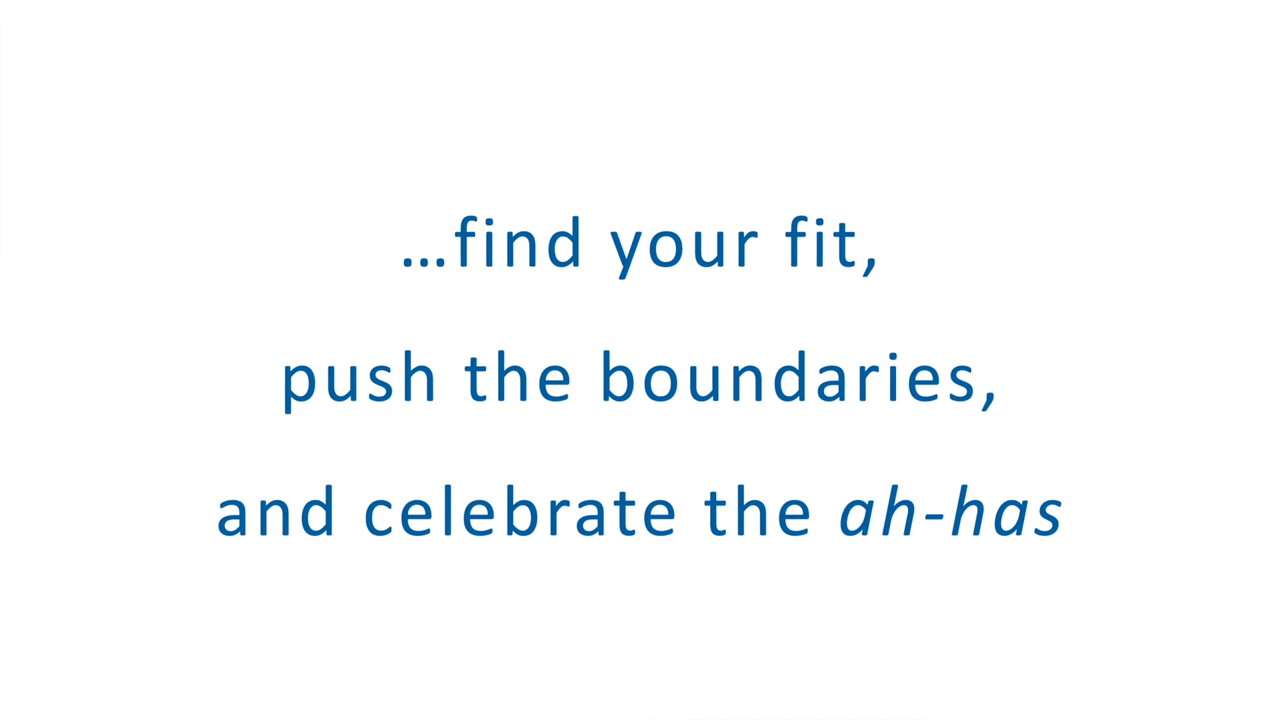 …find your fit,
push the boundaries,
and celebrate the ah-has